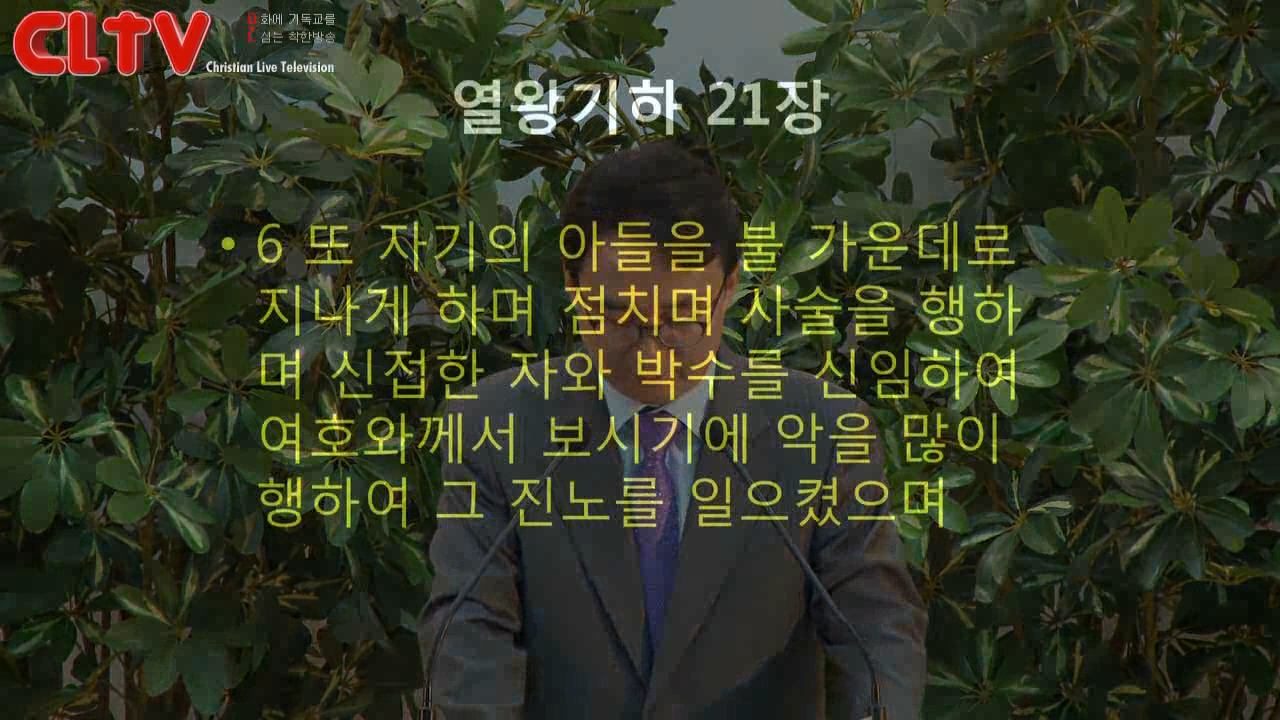 CLTV
문화에 기독교를
심는 착한방송
Christian Live Television
열왕기하 21장
• 6 또 자기의 아들을 불 가운데로
지나게 하며 점치며 사술을 행하
며 신접한 자와 박수를 신임하여
여호와께서 보시기에 악을 많이
행하여 그 진노를 일으켰으며